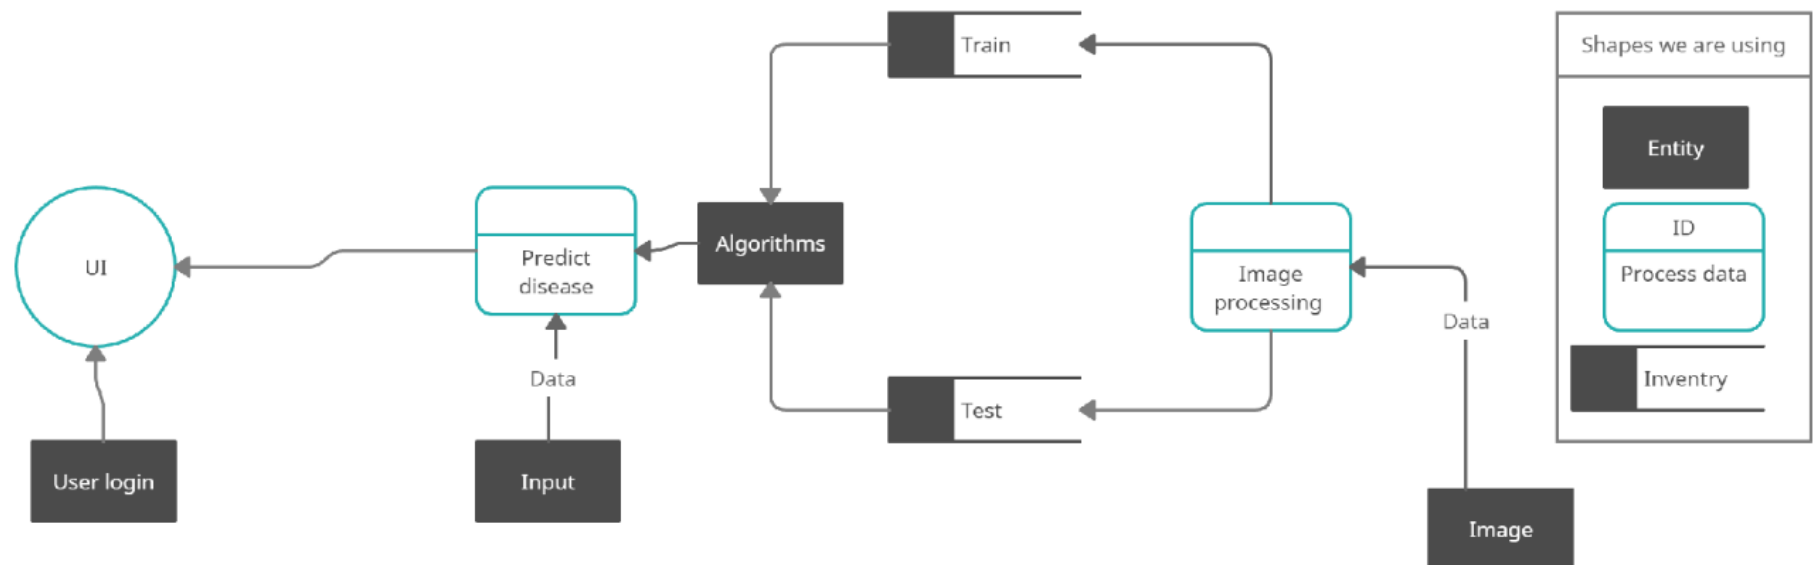 Train
Shapes we are using
Entity
ID
Process data
Inventry
UI
Predict
disease
Algorithms
Image
processing
Data
Data
Test
User login
Input
Image